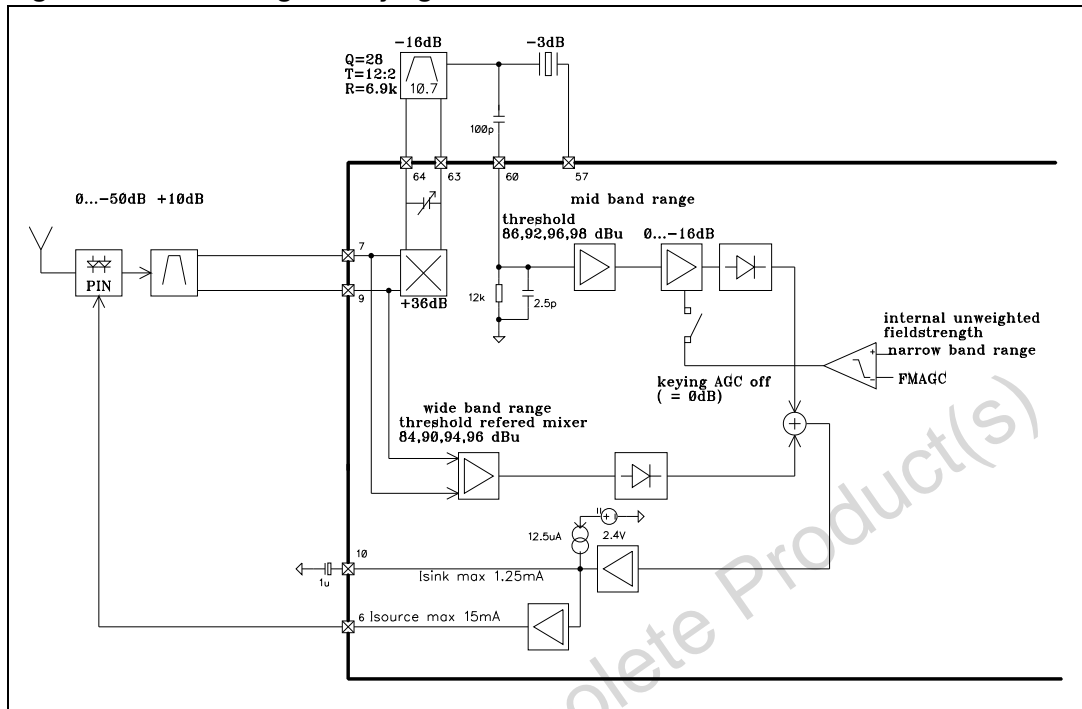 -16dB
-3dB
Q=28
T=12:2
R=6.9k
10.7
100p
64
63
60
57
0...-50dB +10dB
mid band range
threshold
86,92,96,98 dBu
0...-16dB
7
PIN
9
+36dB
12k
2.5p
internal unweighted
fieldstrength
narrow band range
+
-
FMAGC
keying AGC off
( = 0dB)
wide band range
threshold refered mixer
84,90,94,96 dBu
+
12.5uA
2.4V
10
1u
Isink max 1.25mA
6
Isource max 15mA
olete Product(s)